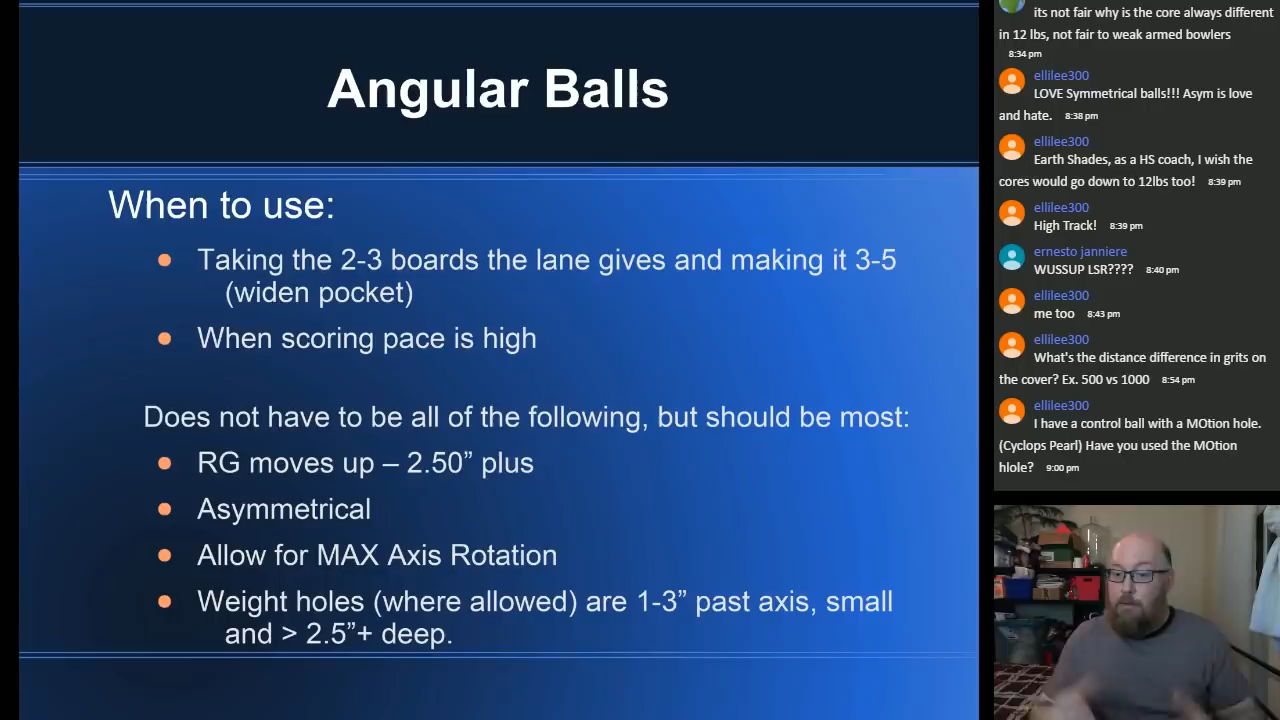 Angular Balls
When to use:
Taking the 2-3 boards the lane gives and making it 3-5
(widen pocket)
When scoring pace is high
Does not have to be all of the following, but should be most:
RG moves up – 2.50” plus
Asymmetrical
Allow for MAX Axis Rotation
Weight holes (where allowed) are 1-3” past axis, small
and > 2.5”+ deep.
its not fair why is the core always different
in 12 lbs, not fair to weak armed bowlers
8:34 pm
ellilee300
LOVE Symmetrical balls!!! Asym is love
and hate. 8:38 pm
ellilee300
Earth Shades, as a HS coach, I wish the
cores would go down to 12lbs too! 8:39 pm
ellilee300
High Track! 8:39 pm
ernesto janniere
WUSSUP LSR???? 8:40 pm
ellilee300
me too 8:43 pm
ellilee300
What's the distance difference in grits on
the cover? Ex. 500 vs 1000 8:54 pm
ellilee300
I have a control ball with a MOtion hole.
(Cyclops Pearl) Have you used the MOtion
hlole? 9:00 pm